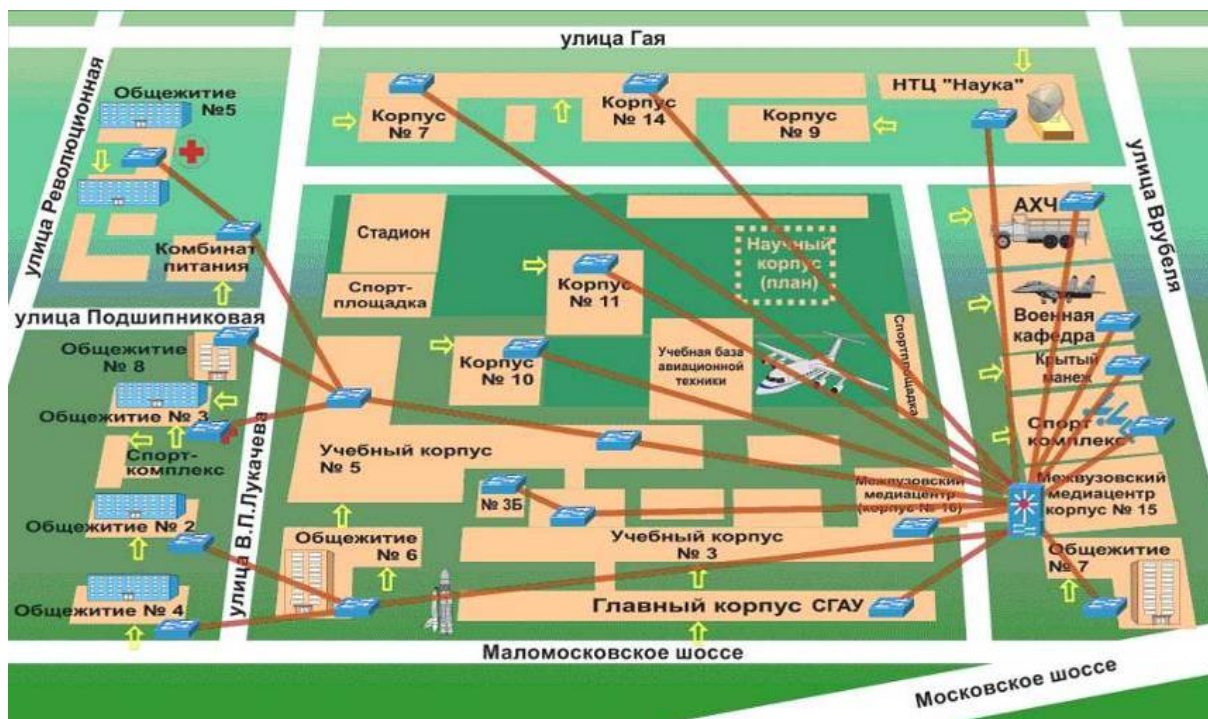 улица Гая
улица Революционная
Общежитие
№5
Корпус
№ 7
Корпус
№ 14
Корпус
№ 9
НТЦ "Наука"
улица Врубеля
Комбинат
питания
Стадион
Спорт-
площадка
Научный
корпус
(план)
Корпус
№ 11
АХЧ
Военная
кафедра
Крытый
манеж
Спорт
комплекс
улица Подшипниковая
Общежитие
№ 8
Общежитие № 3
Спорт-
комплекс
Общежитие № 2
Общежитие № 4
улица В.П.Лукачева
Корпус
№ 10
Учебная база
авиационной
техники
Спортплощадка
Учебный корпус
№ 5
№ 3Б
Межвузовский
медиацентр
(корпус № 16)
Межвузовский
медиацентр
корпус № 15
Общежитие
№ 6
Учебный корпус
№ 3
Общежитие
№ 7
Главный корпус СГАУ
Маломосковское шоссе
Московское шоссе